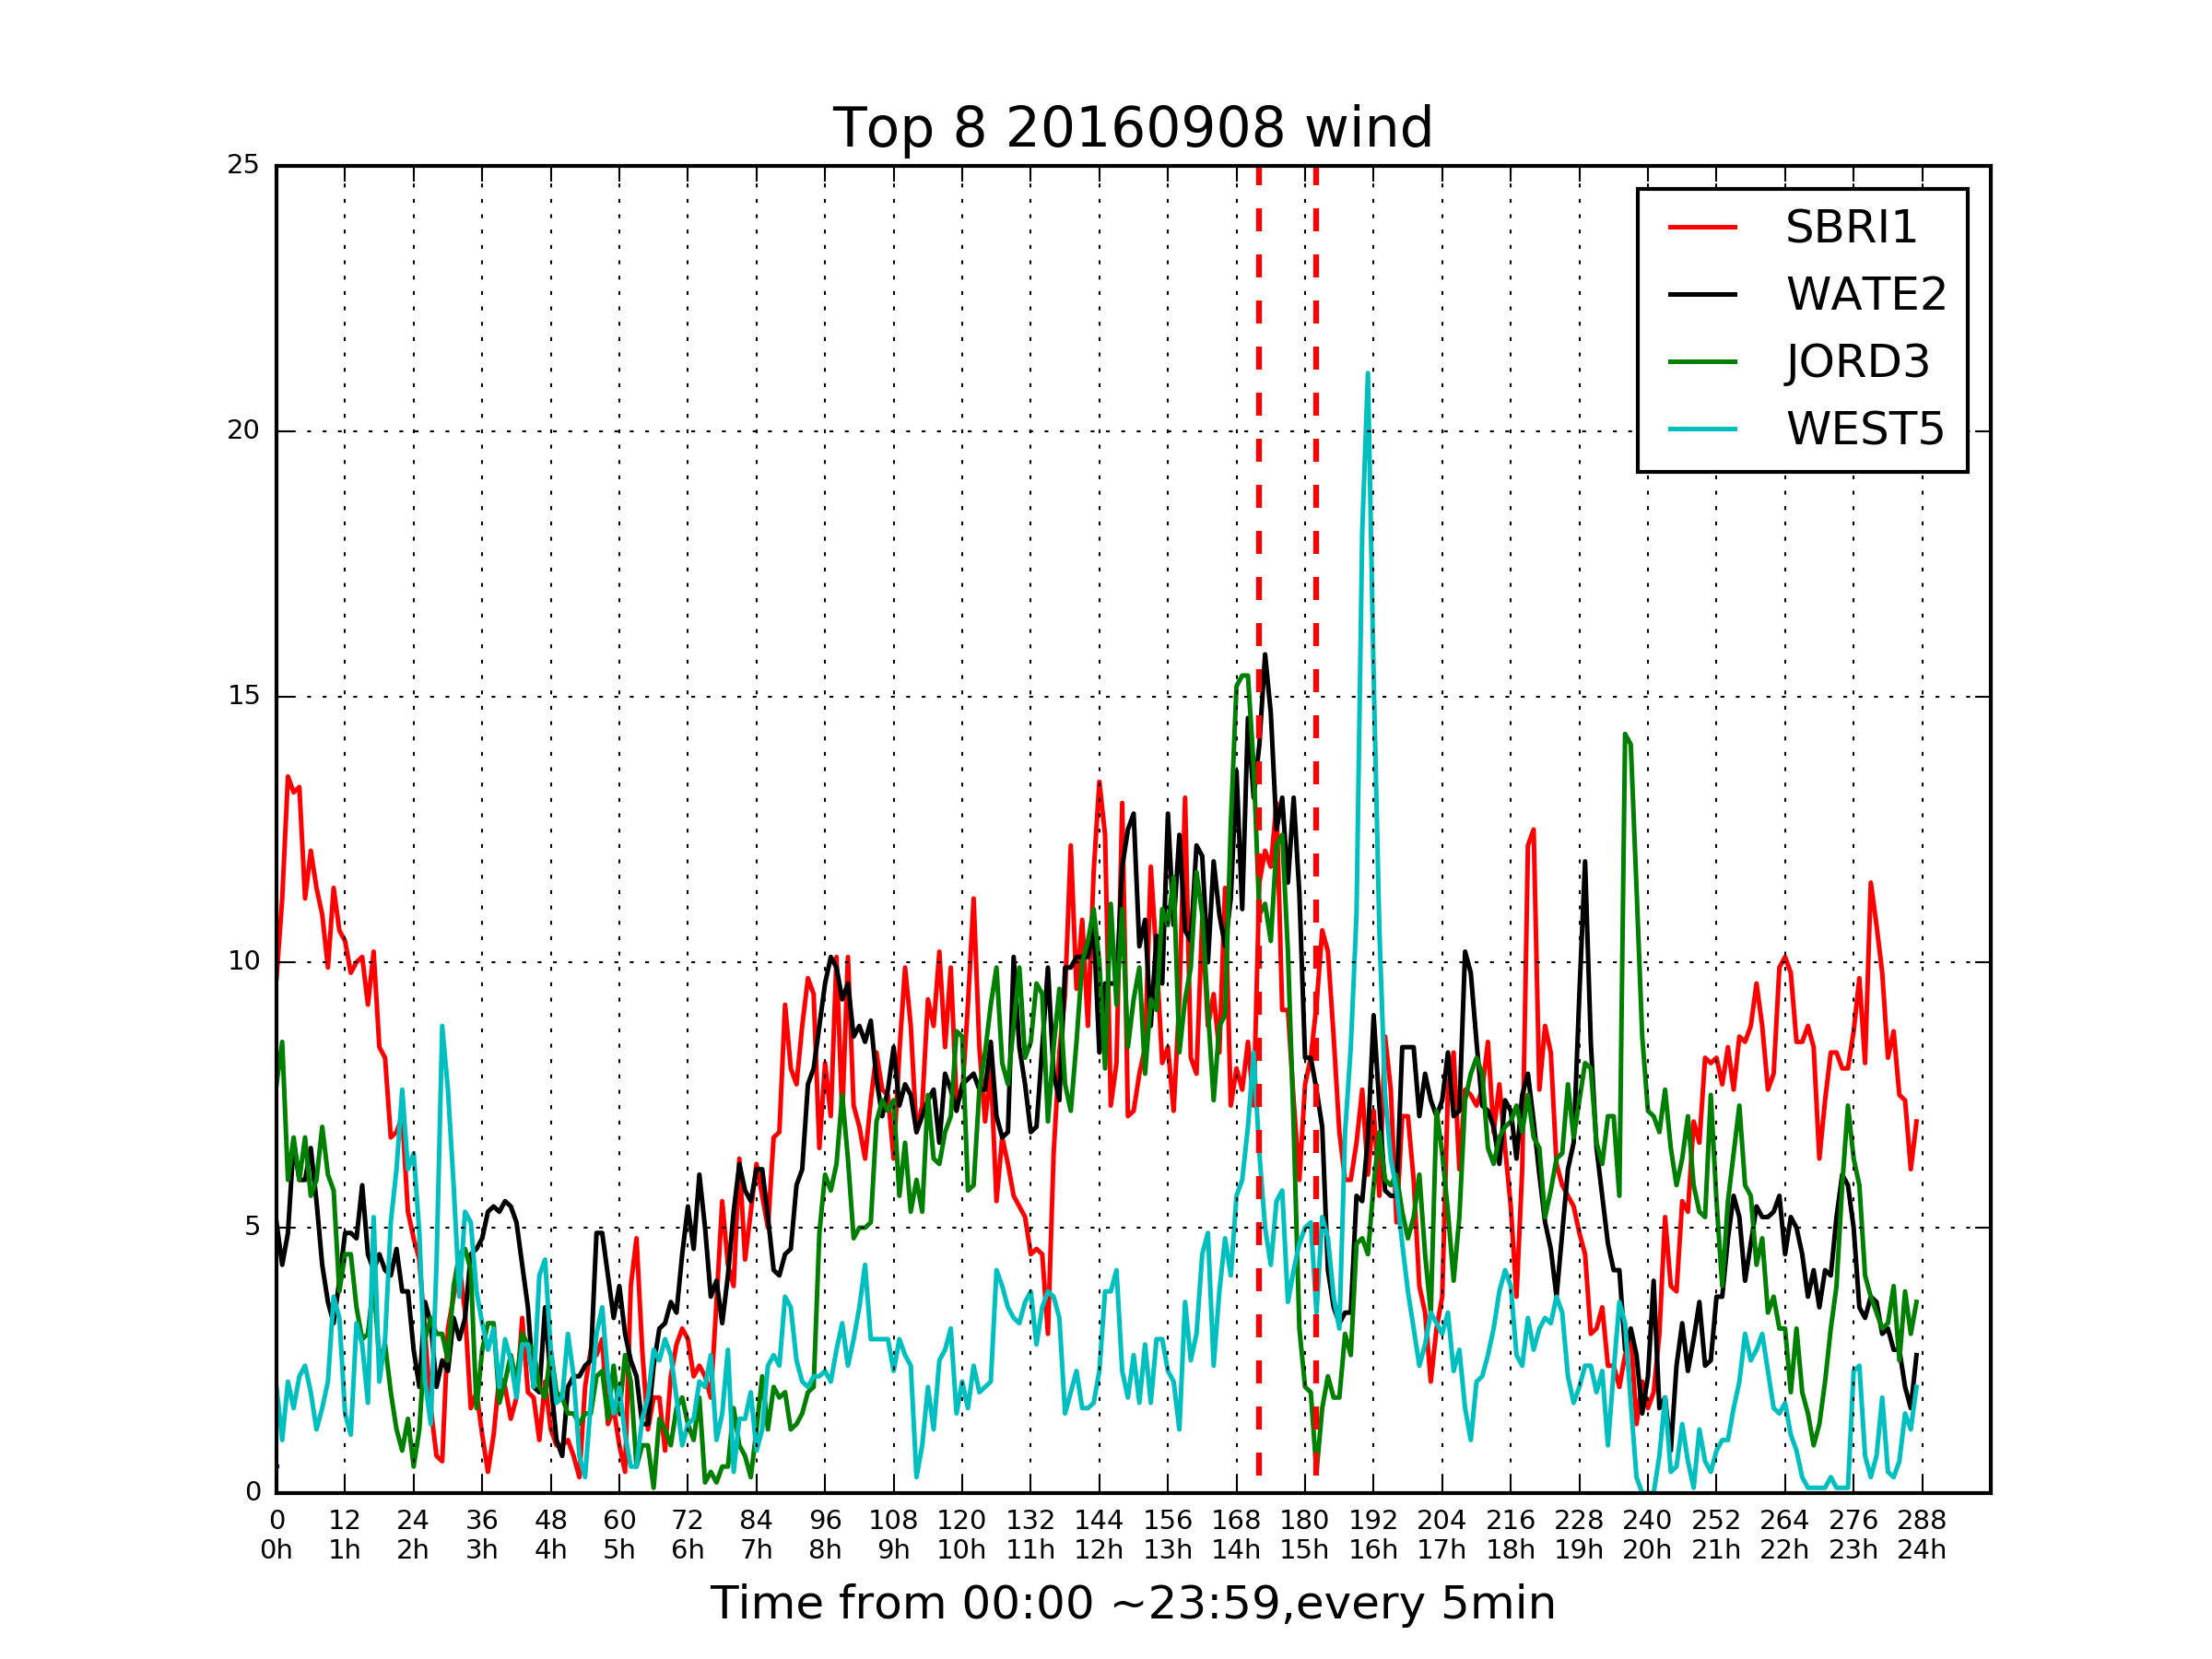 Top 8 20160908 wind
25
20
15
10
5
0
SBRI1
WATE2
JORD3
WEST5
0 12 24 36 48 60 72 84 96 108 120 132 144 156 168 180 192 204 216 228 240 252 264 276 288
0h 1h 2h 3h 4h 5h 6h 7h 8h 9h 10h 11h 12h 13h 14h 15h 16h 17h 18h 19h 20h 21h 22h 23h 24h
Time from 00:00 ~23:59,every 5min